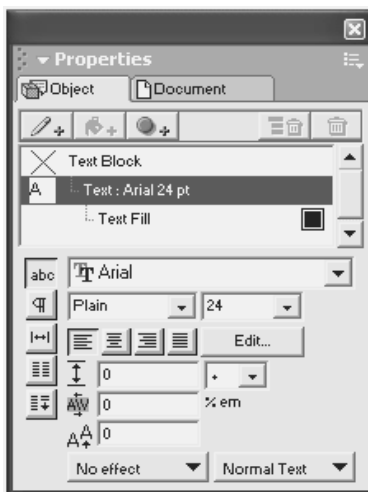 Properties
Object Document
Text Block
A Text : Arial 24 pt
Text Fill
abc Arial
Plain 24
Edit...
0 +
0 % em
0
No effect Normal Text